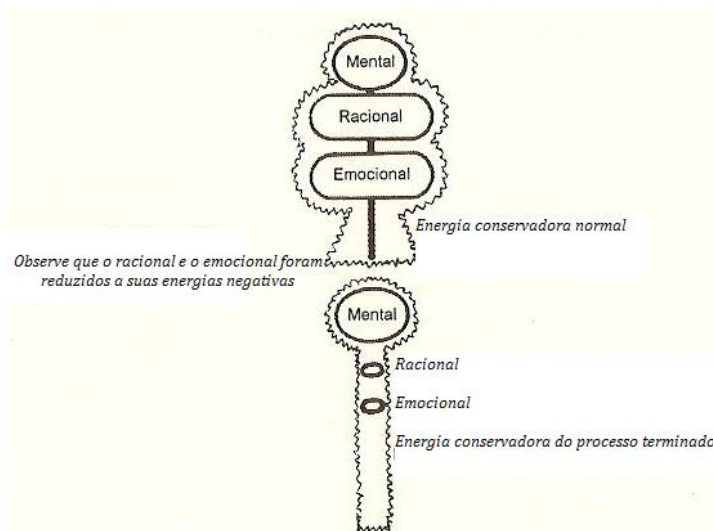 Mental
Racional
Emocional
Energia conservadora normal
Observe que o racional e o emocional foram
reduzidos a suas energias negativas
Mental
Racional
Emocional
Energia conservadora do processo terminado